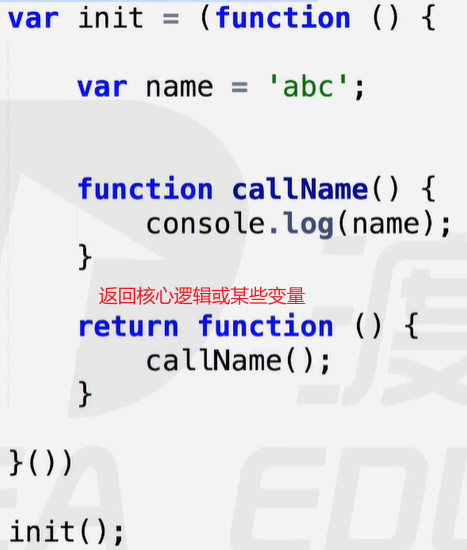 var init = (function () {
var name = 'abc';
function callName() {
console.log(name);
}
返回核心逻辑或某些变量
return function () {
callName();
}
}())
init();